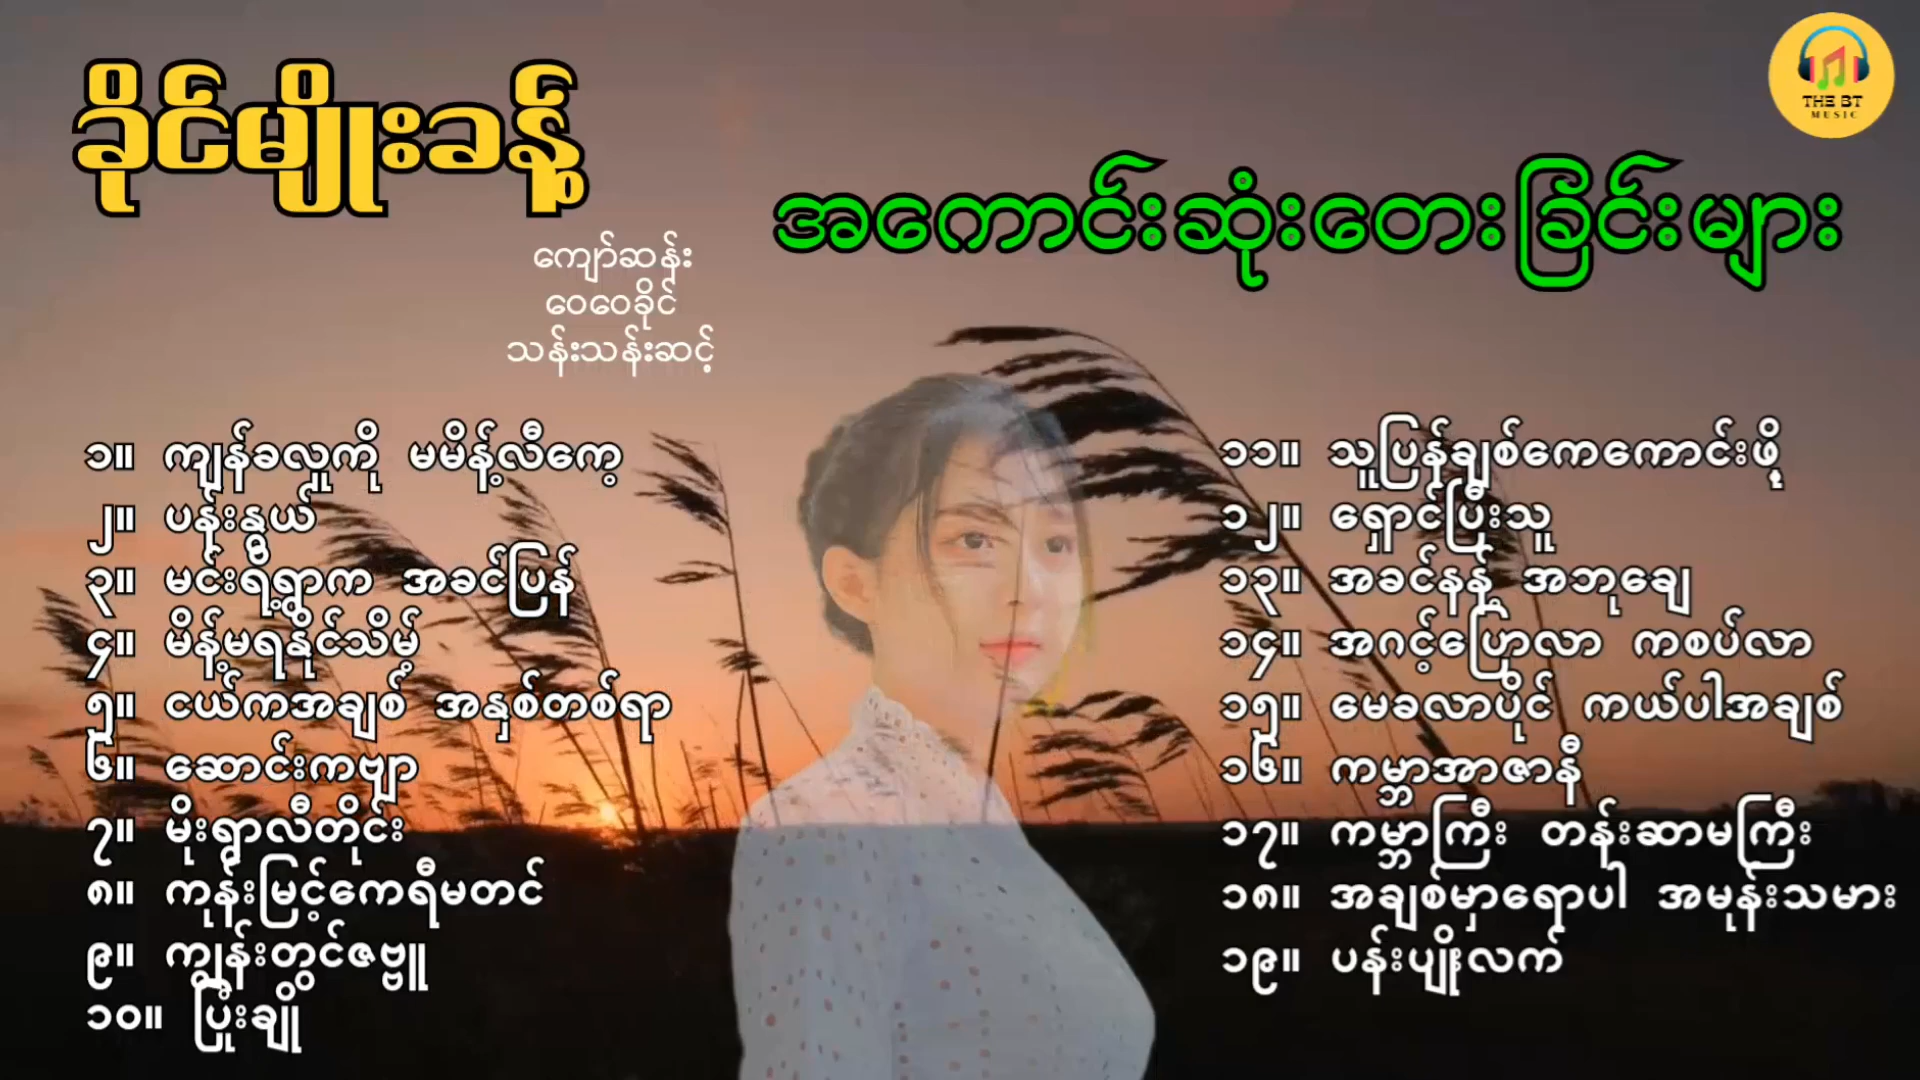 ခိုင်မျိုးခန့်
THE BT
MUSIC
အကောင်းဆုံးတေးခြင်းများ
ကျော်ဆန်း
ဝေဝေခိုင်
သန်းသန်းဆင့်
၁။ ကျန်ခလှုကို မမိန့်လီကေ့
၂။ ပန်းနွယ်
၃။ မင်းရို့ရွာက အခင်ပြန်
၄။ မိန့်မရနိုင်သိမ့်
၅။ ငယ်ကအချစ် အနှစ်တစ်ရာ
၆။ ဆောင်းကဗျာ
၇။ မိုးရွာလီတိုင်း
၈။ ကုန်းမြင့်ကေရီမတင်
၉။ ကျွန်းတွင်ဇမ္ဗူ
၁၀။ ပြုံးချို
၁၁။ သူပြန်ချစ်ကေကောင်းဖို့
၁၂။ ရှောင်ပြီးသူ
၁၃။ အခင်နန့် အဘုချေ
၁၄။ အဂင့်ပြောလာ ကစပ်လာ
၁၅။ မေခလာပိုင် ကယ်ပါအချစ်
၁၆။ ကမ္ဘာအာဇာနီ
၁၇။ ကမ္ဘာကြီး တန်းဆာမကြီး
၁၈။ အချစ်မှာရောပါ အမုန်းသမား
၁၉။ ပန်းပျိုးလက်